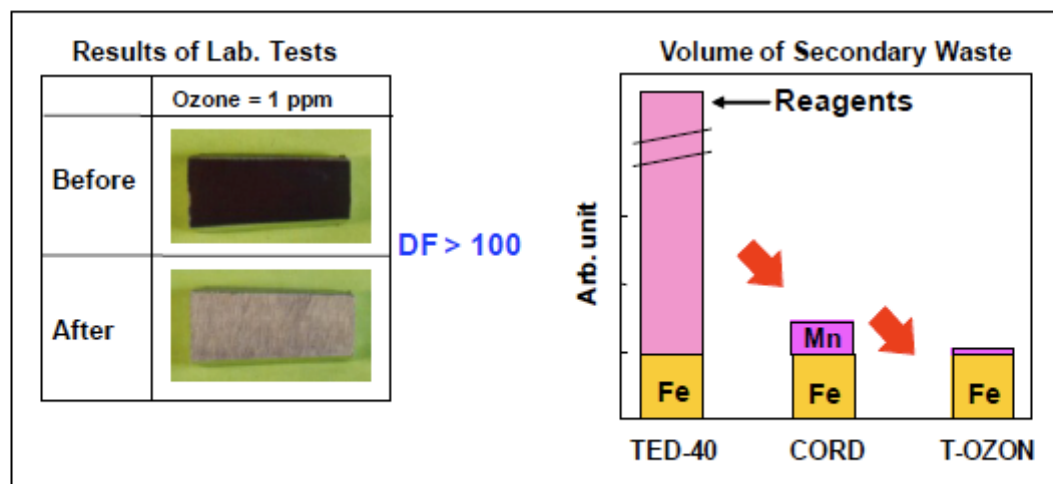 Results of Lab. Tests
Ozone = 1 ppm
Before
After
DF > 100
Volume of Secondary Waste
Reagents
Arb. unit
Mn
Fe
Fe
Fe
TED-40
CORD
T-OZON